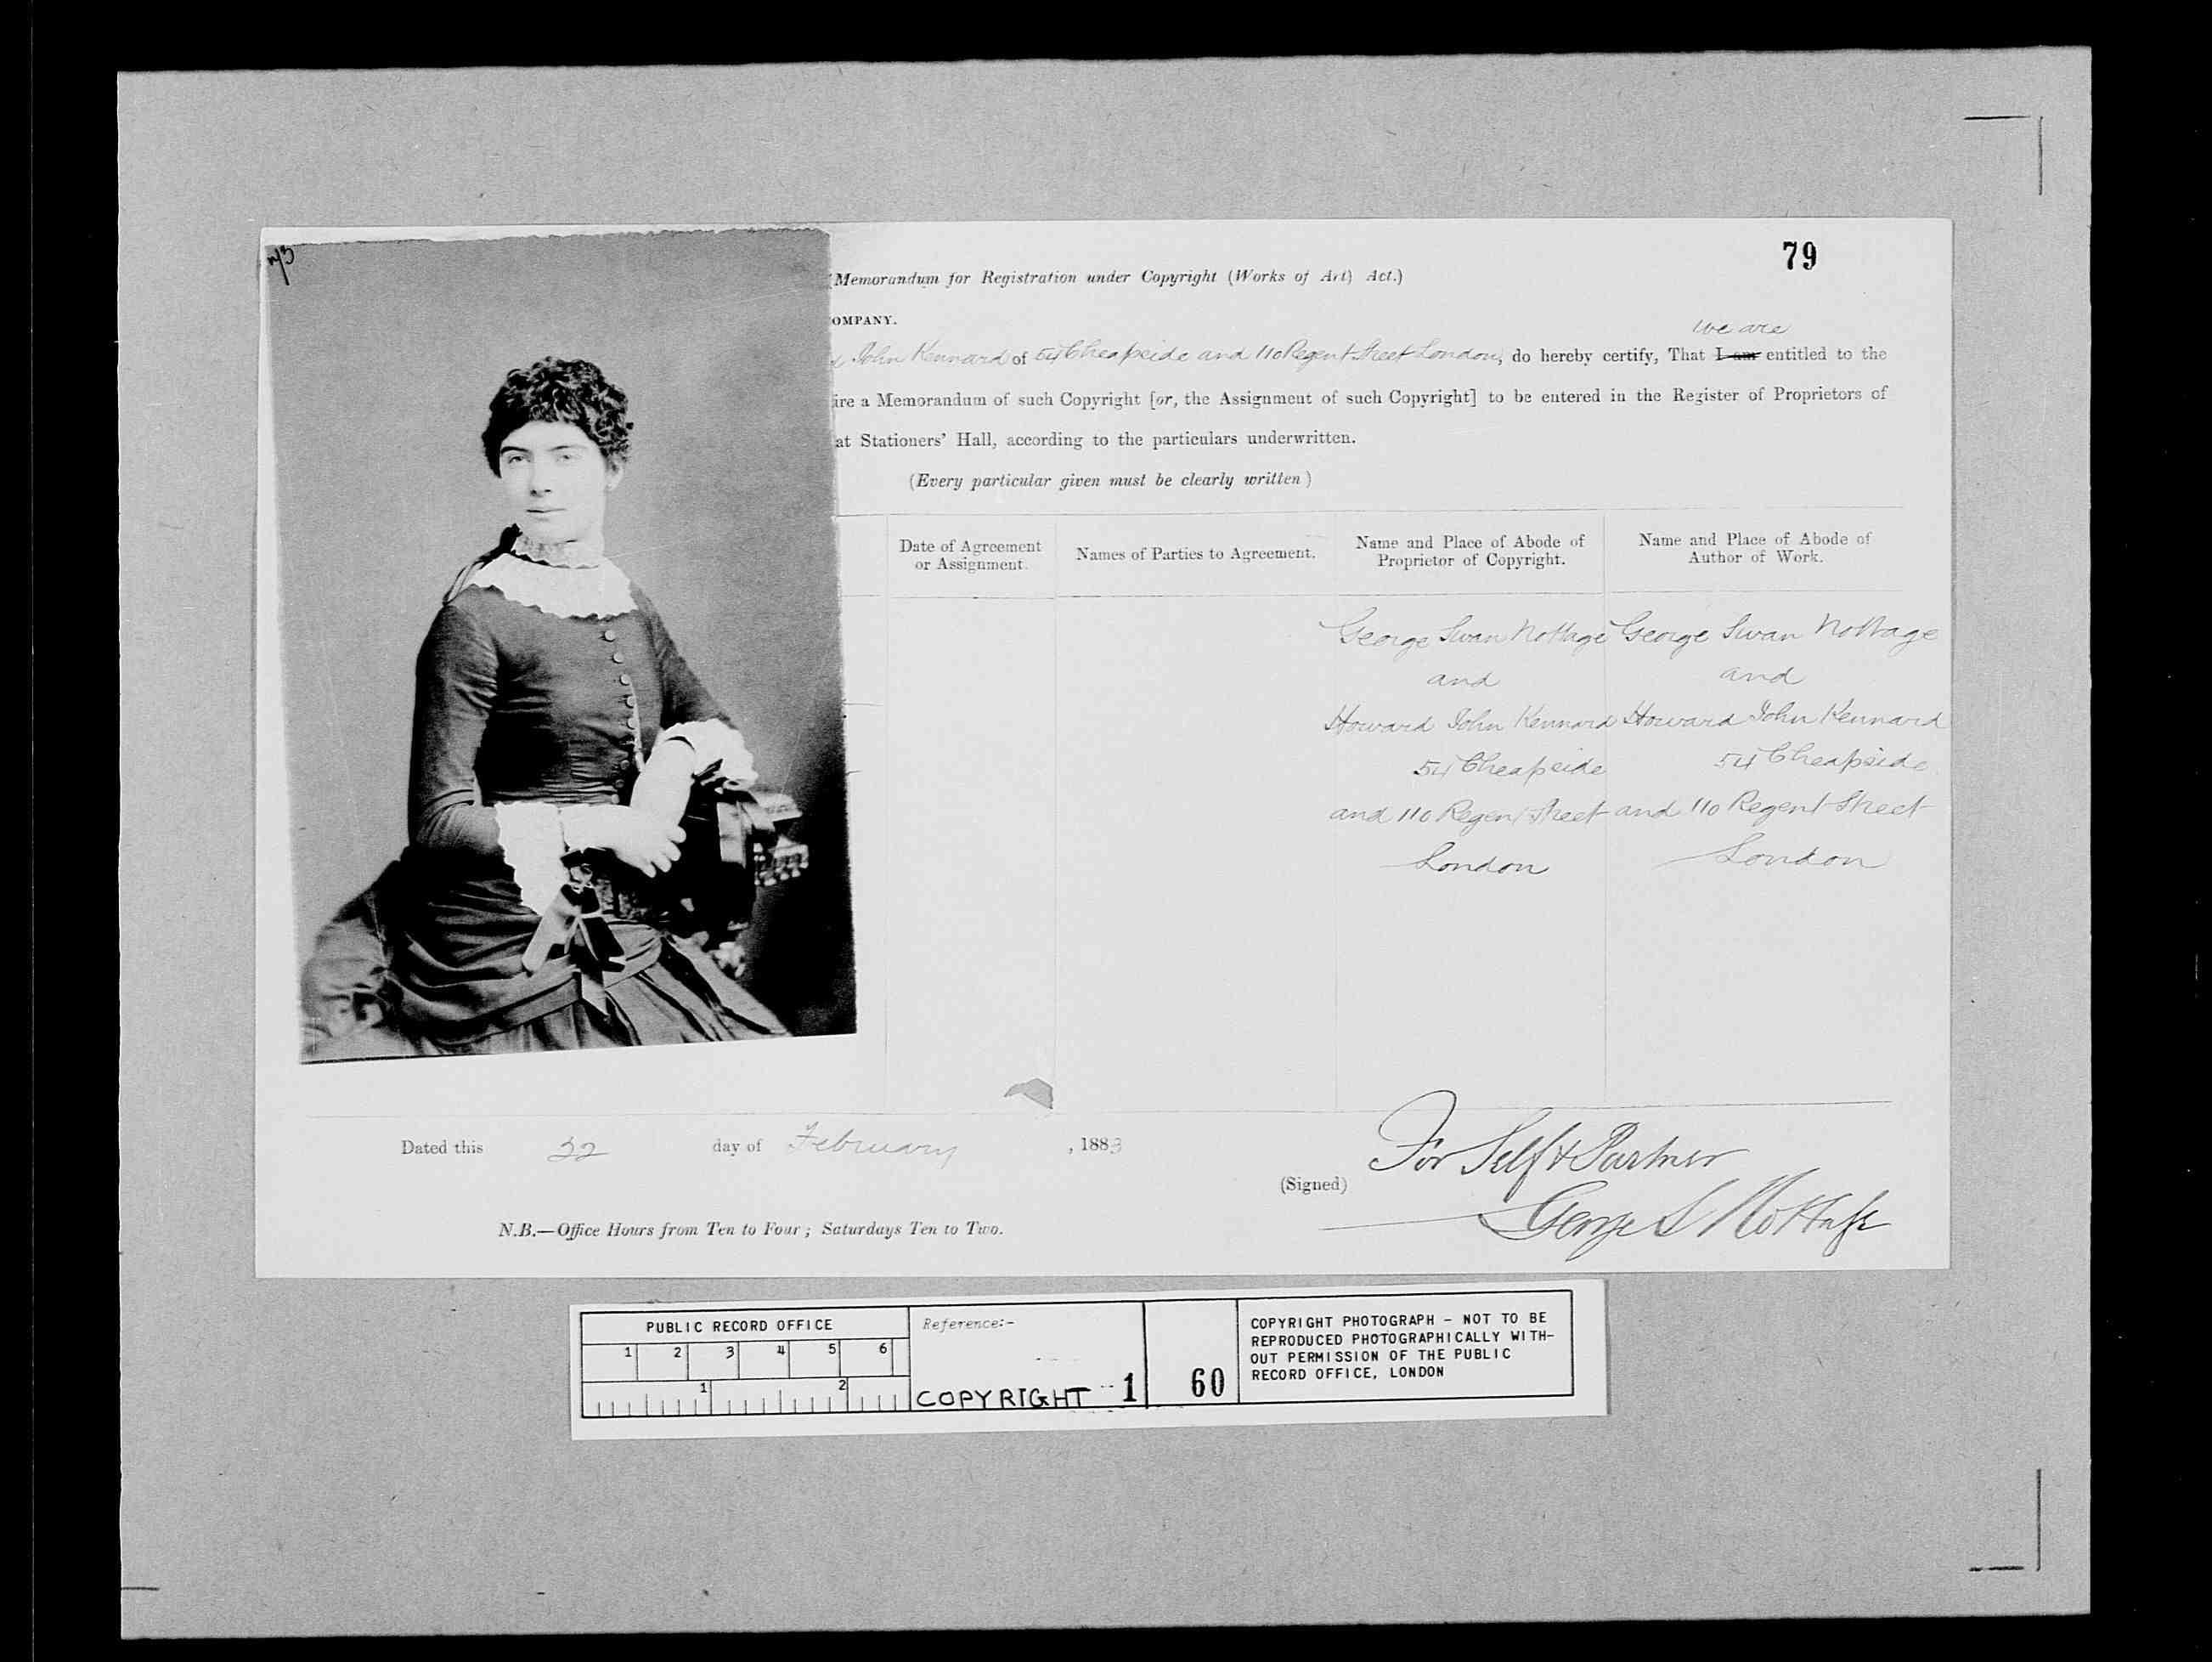 79
(Memorandum for Registration under Copyright (Works of Art) Act.)
OMPANY.
we are
John Kennard of 54 Cheapside and 110 Regent Street London, do hereby certify, That I am entitled to the
ire a Memorandum of such Copyright [or, the Assignment of such Copyright] to be entered in the Register of Proprietors of
at Stationers' Hall, according to the particulars underwritten.
(Every particular given must be clearly written)
Date of Agreement
or Assignment.
Names of Parties to Agreement.
Name and Place of Abode of
Proprietor of Copyright.
Name and Place of Abode of
Author of Work.
George Swan Nottage
and
Howard John Kennard
54 Cheapside
and 110 Regent Street
London
George Swan Nottage
and
Howard John Kennard
54 Cheapside
and 110 Regent Street
London
Dated this 22 day of February, 1883
(Signed)
For Self & Partner
George S Nottage
N.B.—Office Hours from Ten to Four; Saturdays Ten to Two.
PUBLIC RECORD OFFICE
1 2 3 4 5 6
1 2
Reference:-
COPYRIGHT 1
60
COPYRIGHT PHOTOGRAPH - NOT TO BE
REPRODUCED PHOTOGRAPHICALLY WITH-
OUT PERMISSION OF THE PUBLIC
RECORD OFFICE, LONDON